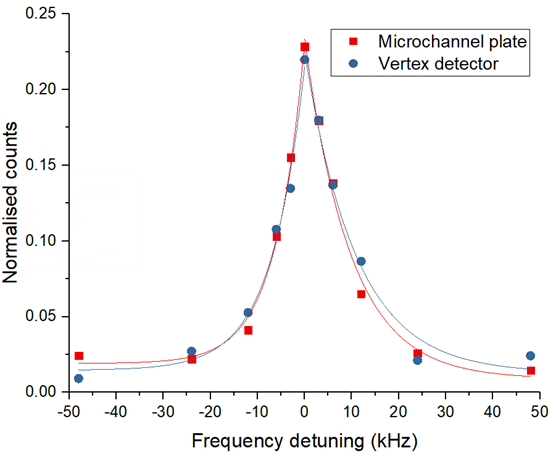 0.25
Microchannel plate
Vertex detector
0.20
0.15
0.10
0.05
0.00
Normalised counts
-50 -40 -30 -20 -10 0 10 20 30 40 50
Frequency detuning (kHz)